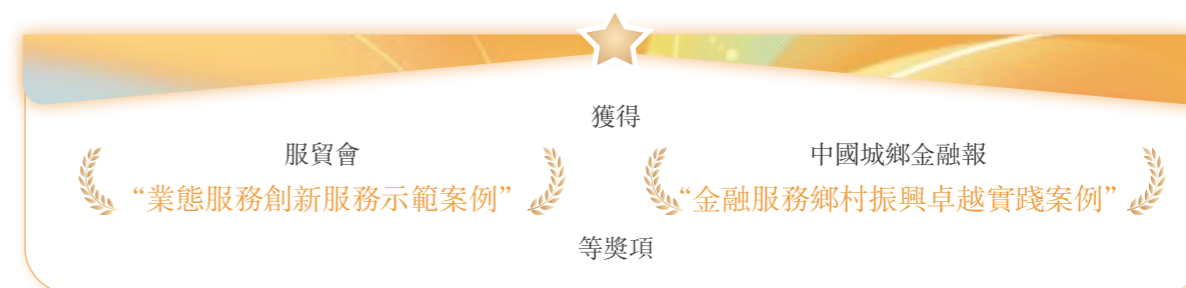 獲得
服貿會
“業態服務創新服務示範案例”
中國城鄉金融報
“金融服務鄉村振興卓越實踐案例”
等獎項